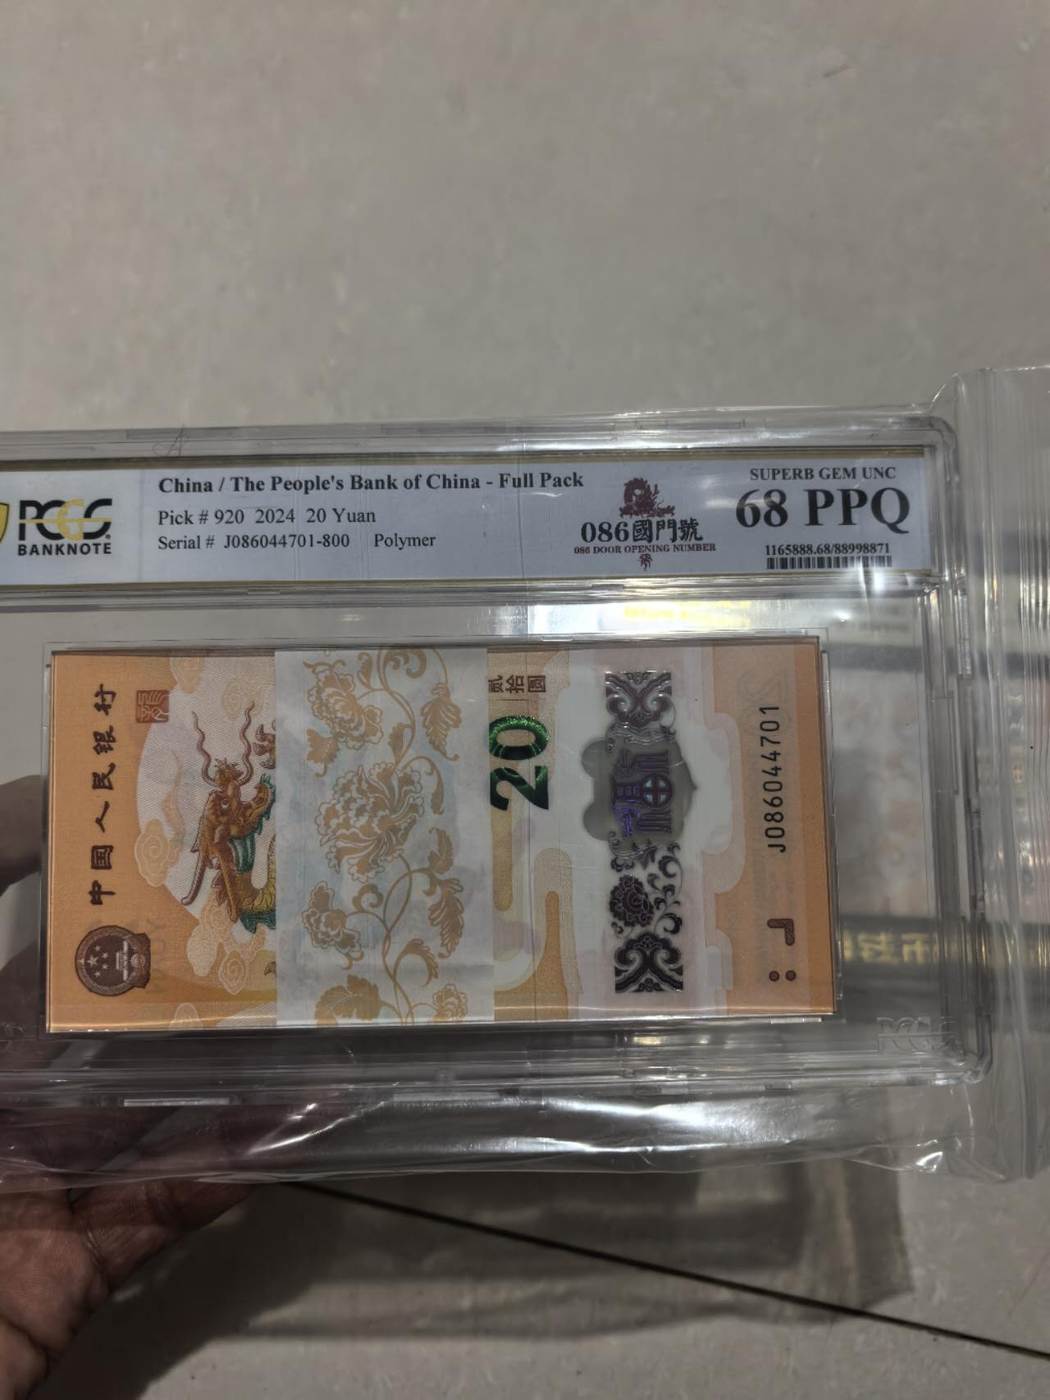 China / The People's Bank of China - Full Pack
PCGS
BANKNOTE
Pick # 920 2024 20 Yuan
Serial # J086044701-800 Polymer
086國門號
086 DOOR OPENING NUMBER
SUPERB GEM UNC
68 PPQ
1165888.68/88998871
中国人民银行
贰拾圆
20
J086044701
PCGS